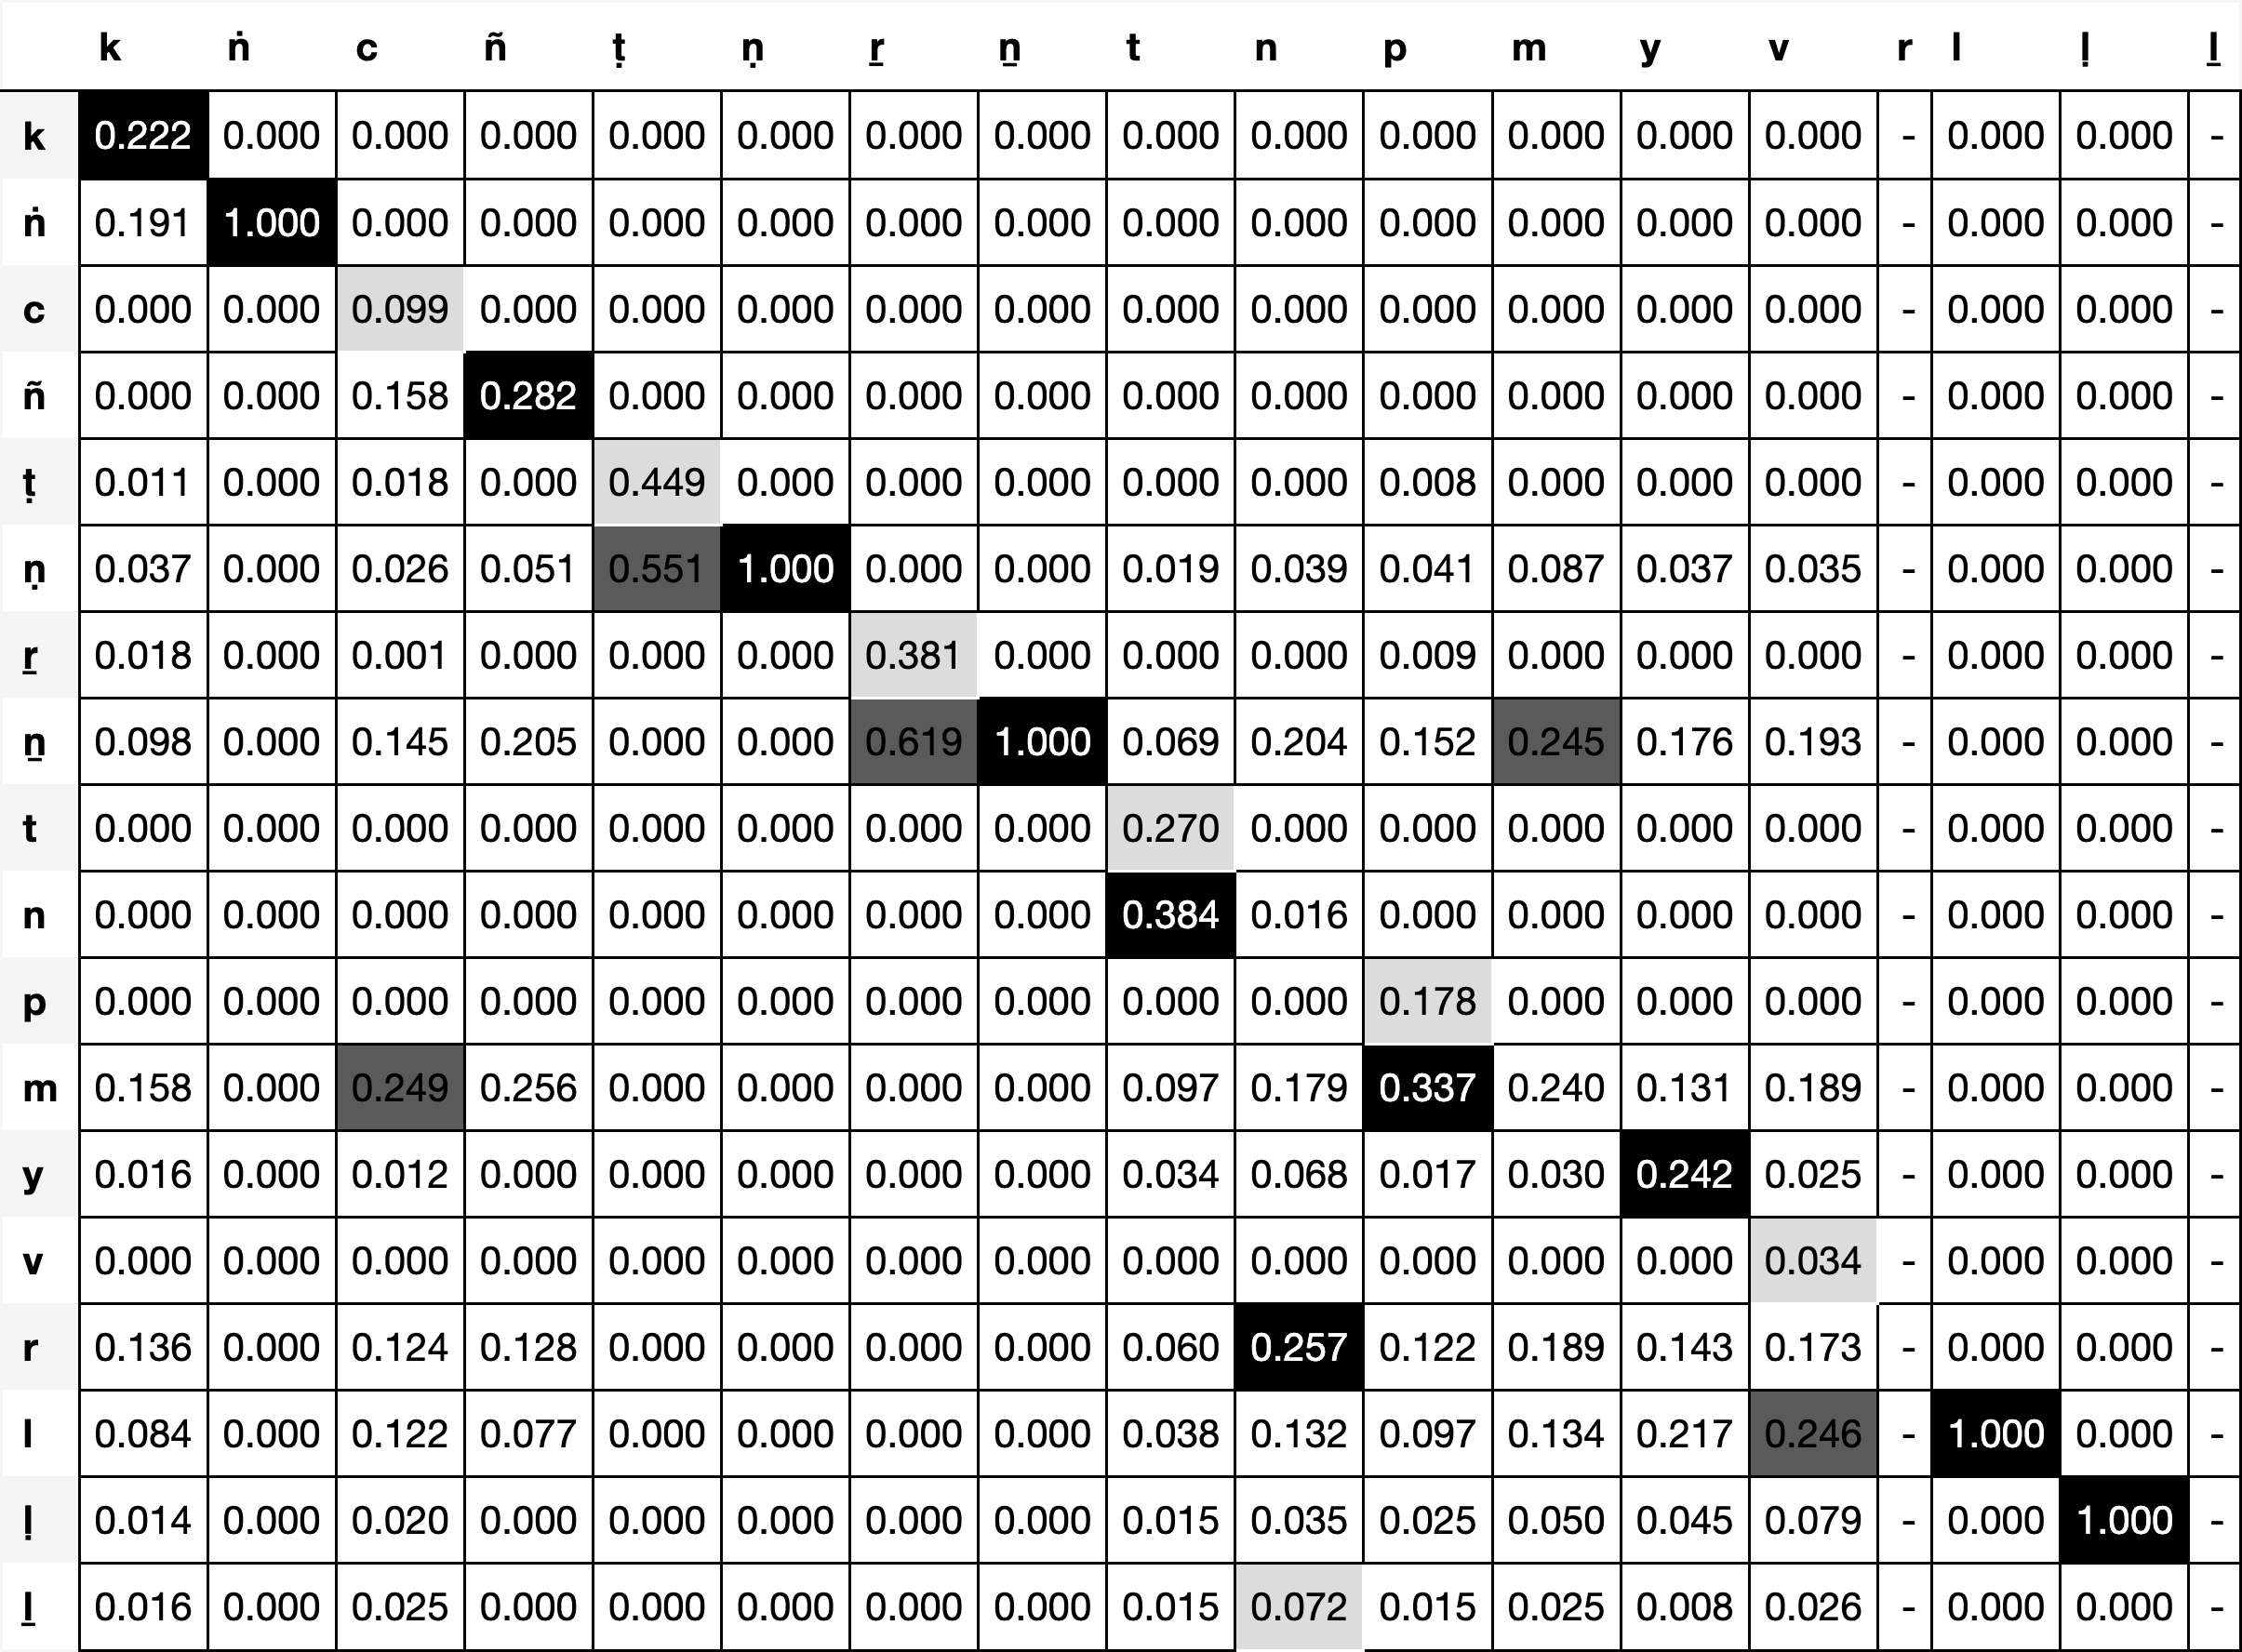 k ṅ c ñ ṭ ṇ ṟ ṉ t n p m y v r l ḷ ḻ
k 0.222 0.000 0.000 0.000 0.000 0.000 0.000 0.000 0.000 0.000 0.000 0.000 0.000 0.000 - 0.000 0.000 -
ṅ 0.191 1.000 0.000 0.000 0.000 0.000 0.000 0.000 0.000 0.000 0.000 0.000 0.000 0.000 - 0.000 0.000 -
c 0.000 0.000 0.099 0.000 0.000 0.000 0.000 0.000 0.000 0.000 0.000 0.000 0.000 0.000 - 0.000 0.000 -
ñ 0.000 0.000 0.158 0.282 0.000 0.000 0.000 0.000 0.000 0.000 0.000 0.000 0.000 0.000 - 0.000 0.000 -
ṭ 0.011 0.000 0.018 0.000 0.449 0.000 0.000 0.000 0.000 0.000 0.008 0.000 0.000 0.000 - 0.000 0.000 -
ṇ 0.037 0.000 0.026 0.051 0.551 1.000 0.000 0.000 0.019 0.039 0.041 0.087 0.037 0.035 - 0.000 0.000 -
ṟ 0.018 0.000 0.001 0.000 0.000 0.000 0.381 0.000 0.000 0.000 0.009 0.000 0.000 0.000 - 0.000 0.000 -
ṉ 0.098 0.000 0.145 0.205 0.000 0.000 0.619 1.000 0.069 0.204 0.152 0.245 0.176 0.193 - 0.000 0.000 -
t 0.000 0.000 0.000 0.000 0.000 0.000 0.000 0.000 0.270 0.000 0.000 0.000 0.000 0.000 - 0.000 0.000 -
n 0.000 0.000 0.000 0.000 0.000 0.000 0.000 0.000 0.384 0.016 0.000 0.000 0.000 0.000 - 0.000 0.000 -
p 0.000 0.000 0.000 0.000 0.000 0.000 0.000 0.000 0.000 0.000 0.178 0.000 0.000 0.000 - 0.000 0.000 -
m 0.158 0.000 0.249 0.256 0.000 0.000 0.000 0.000 0.097 0.179 0.337 0.240 0.131 0.189 - 0.000 0.000 -
y 0.016 0.000 0.012 0.000 0.000 0.000 0.000 0.000 0.034 0.068 0.017 0.030 0.242 0.025 - 0.000 0.000 -
v 0.000 0.000 0.000 0.000 0.000 0.000 0.000 0.000 0.000 0.000 0.000 0.000 0.000 0.034 - 0.000 0.000 -
r 0.136 0.000 0.124 0.128 0.000 0.000 0.000 0.000 0.060 0.257 0.122 0.189 0.143 0.173 - 0.000 0.000 -
l 0.084 0.000 0.122 0.077 0.000 0.000 0.000 0.000 0.038 0.132 0.097 0.134 0.217 0.246 - 1.000 0.000 -
ḷ 0.014 0.000 0.020 0.000 0.000 0.000 0.000 0.000 0.015 0.035 0.025 0.050 0.045 0.079 - 0.000 1.000 -
ḻ 0.016 0.000 0.025 0.000 0.000 0.000 0.000 0.000 0.015 0.072 0.015 0.025 0.008 0.026 - 0.000 0.000 -